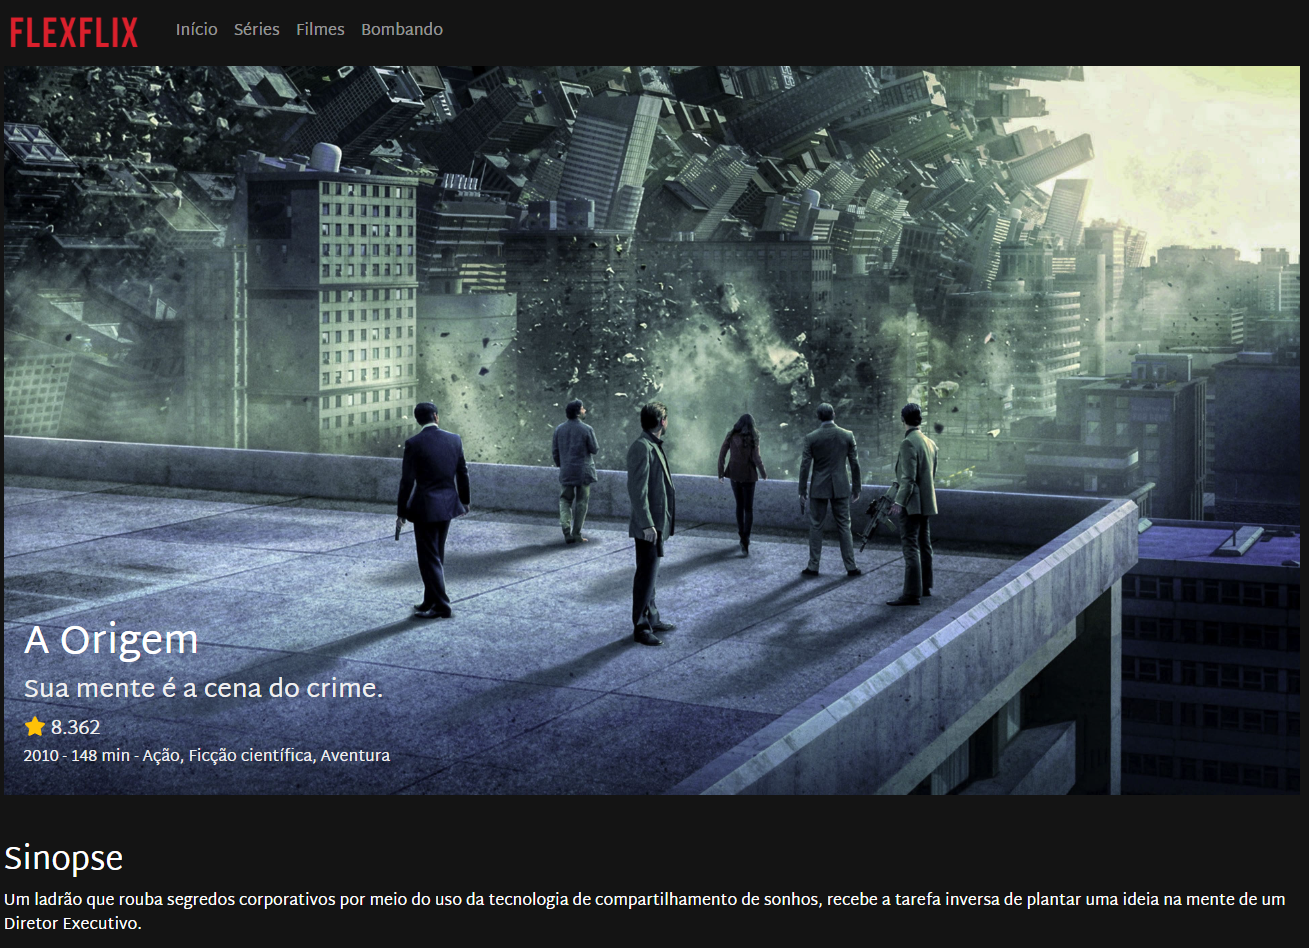 FLEXFLIX
Início Séries Filmes Bombando
A Origem
Sua mente é a cena do crime.
8.362
2010 - 148 min - Ação, Ficção científica, Aventura
Sinopse
Um ladrão que rouba segredos corporativos por meio do uso da tecnologia de compartilhamento de sonhos, recebe a tarefa inversa de plantar uma ideia na mente de um
Diretor Executivo.